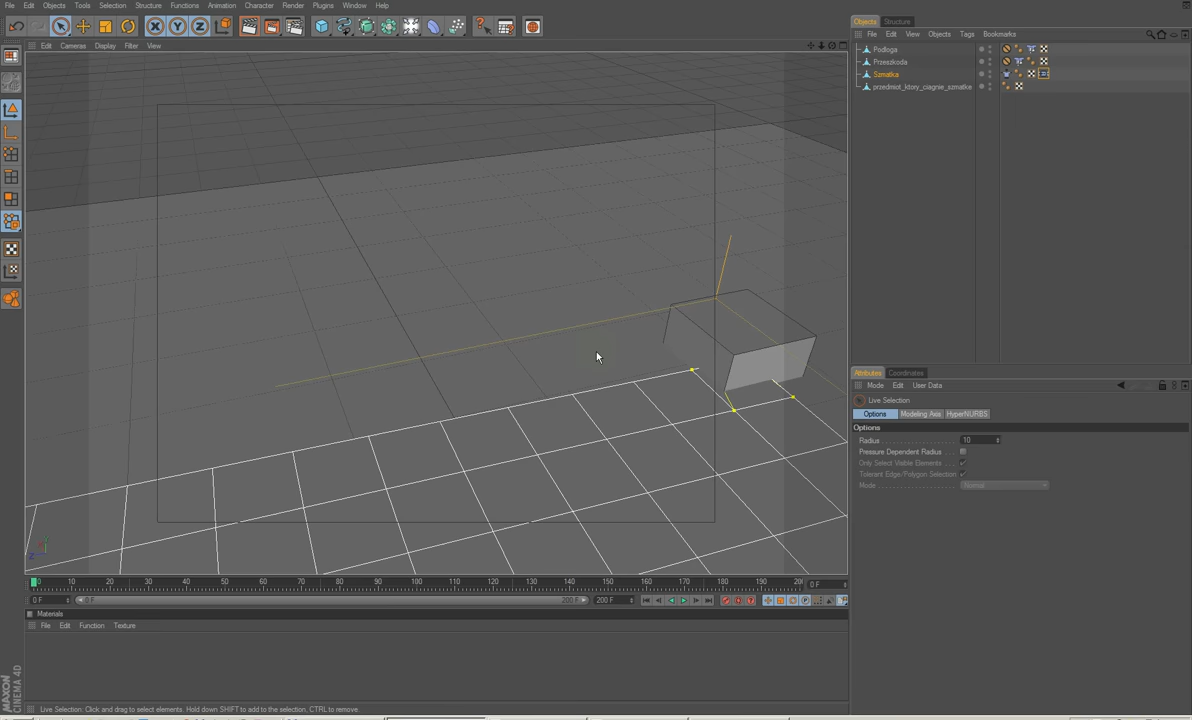 File Edit Objects Tools Selection Structure Functions Animation Character Render Plugins Window Help
X Y Z
Edit Cameras Display Filter View
Objects Structure
File Edit View Objects Tags Bookmarks
Podloga
Przeszkoda
Szmatka
przedmiot_ktory_ciagnie_szmatke
Attributes Coordinates
Mode Edit User Data
Live Selection
Options Modeling Axis HyperNURBS
Options
Radius 10
Pressure Dependent Radius
Only Select Visible Elements
Tolerant Edge/Polygon Selection
Mode Normal
0 10 20 30 40 50 60 70 80 90 100 110 120 130 140 150 160 170 180 190 20 0 F
0 F 0 F 200 F 200 F
Materials
File Edit Function Texture
MAXON
CINEMA 4D
Live Selection: Click and drag to select elements. Hold down SHIFT to add to the selection, CTRL to remove.